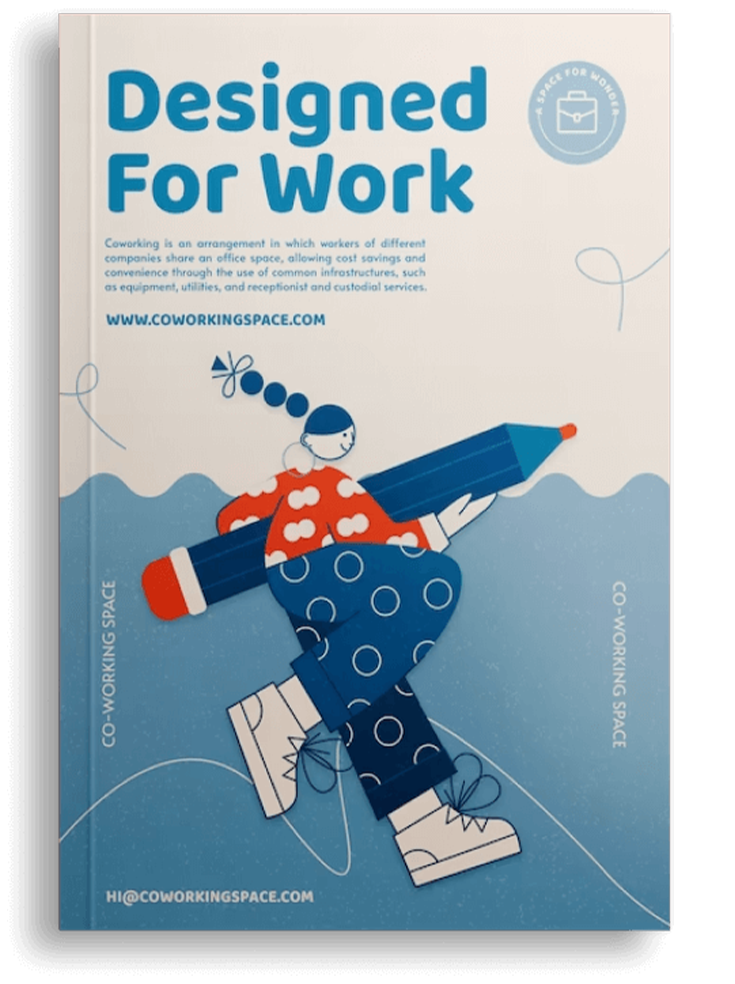 Designed
For Work
A SPACE FOR WONDER
Coworking is an arrangement in which workers of different
companies share an office space, allowing cost savings and
convenience through the use of common infrastructures, such
as equipment, utilities, and receptionist and custodial services.
WWW.COWORKINGSPACE.COM
CO-WORKING SPACE
CO-WORKING SPACE
HI@COWORKINGSPACE.COM